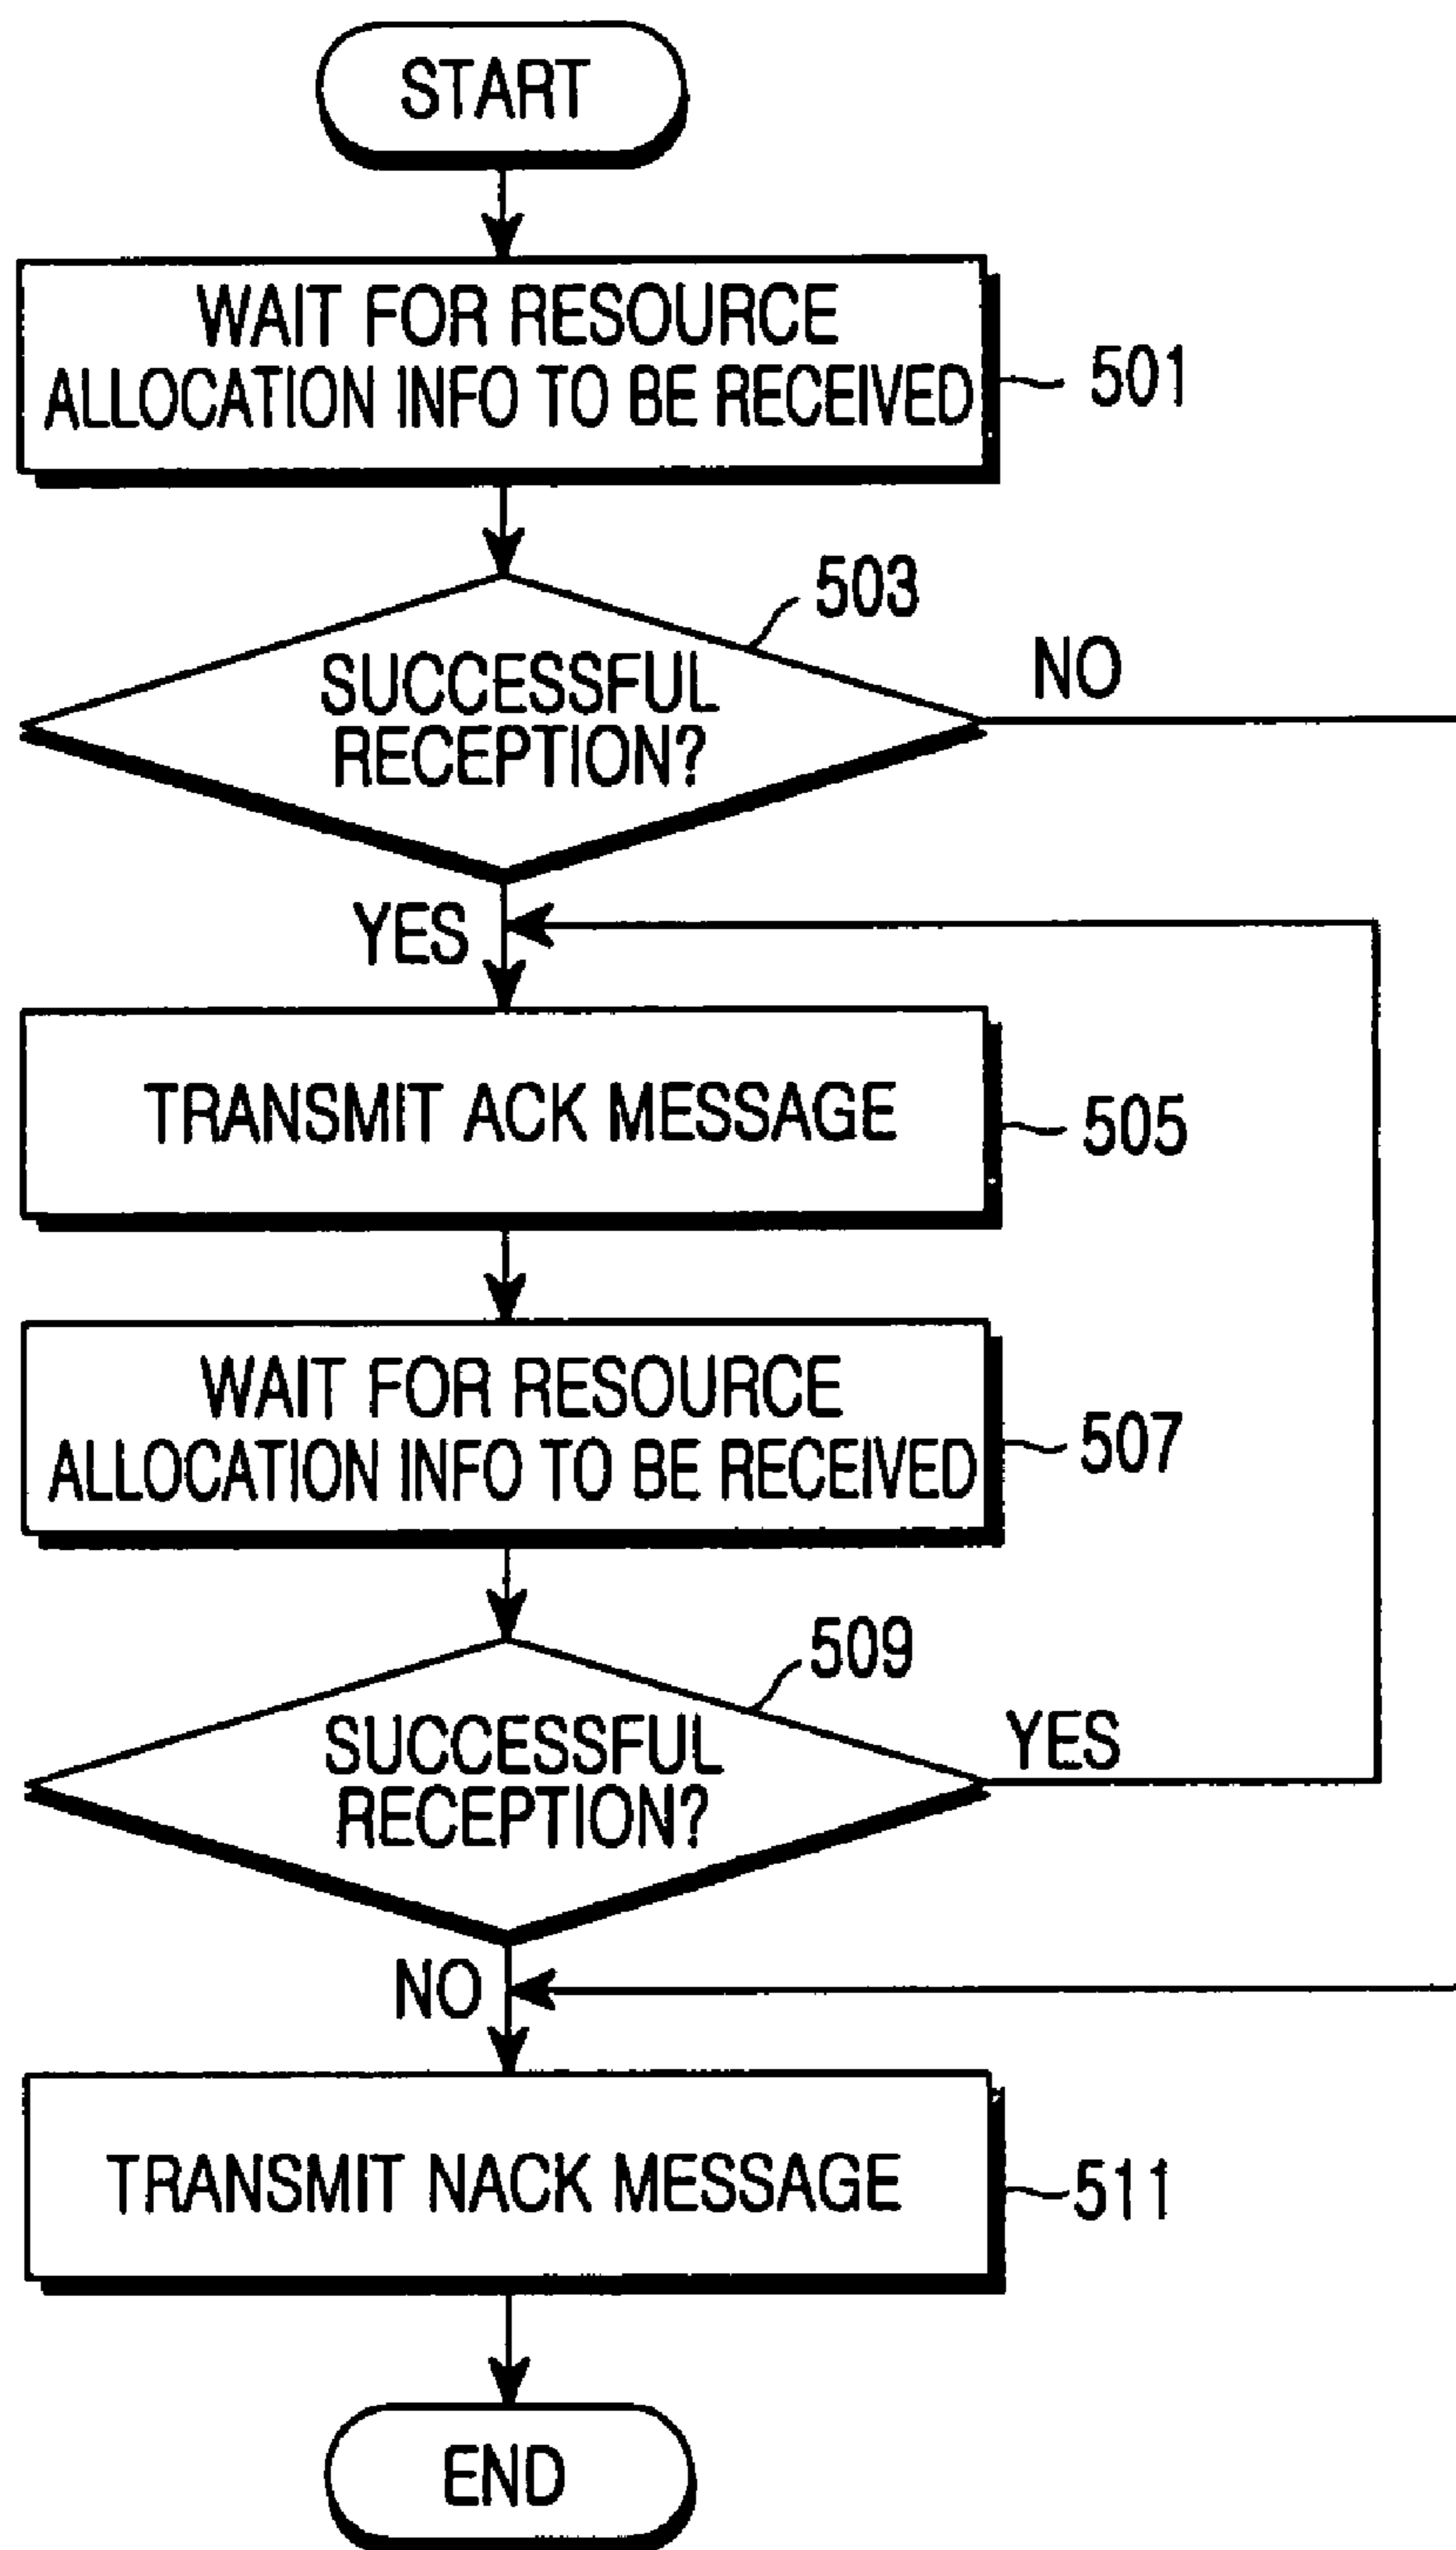 START
WAIT FOR RESOURCE
ALLOCATION INFO TO BE RECEIVED
501
503
SUCCESSFUL
RECEPTION?
NO
YES
TRANSMIT ACK MESSAGE
505
WAIT FOR RESOURCE
ALLOCATION INFO TO BE RECEIVED
507
509
SUCCESSFUL
RECEPTION?
YES
NO
TRANSMIT NACK MESSAGE
511
END